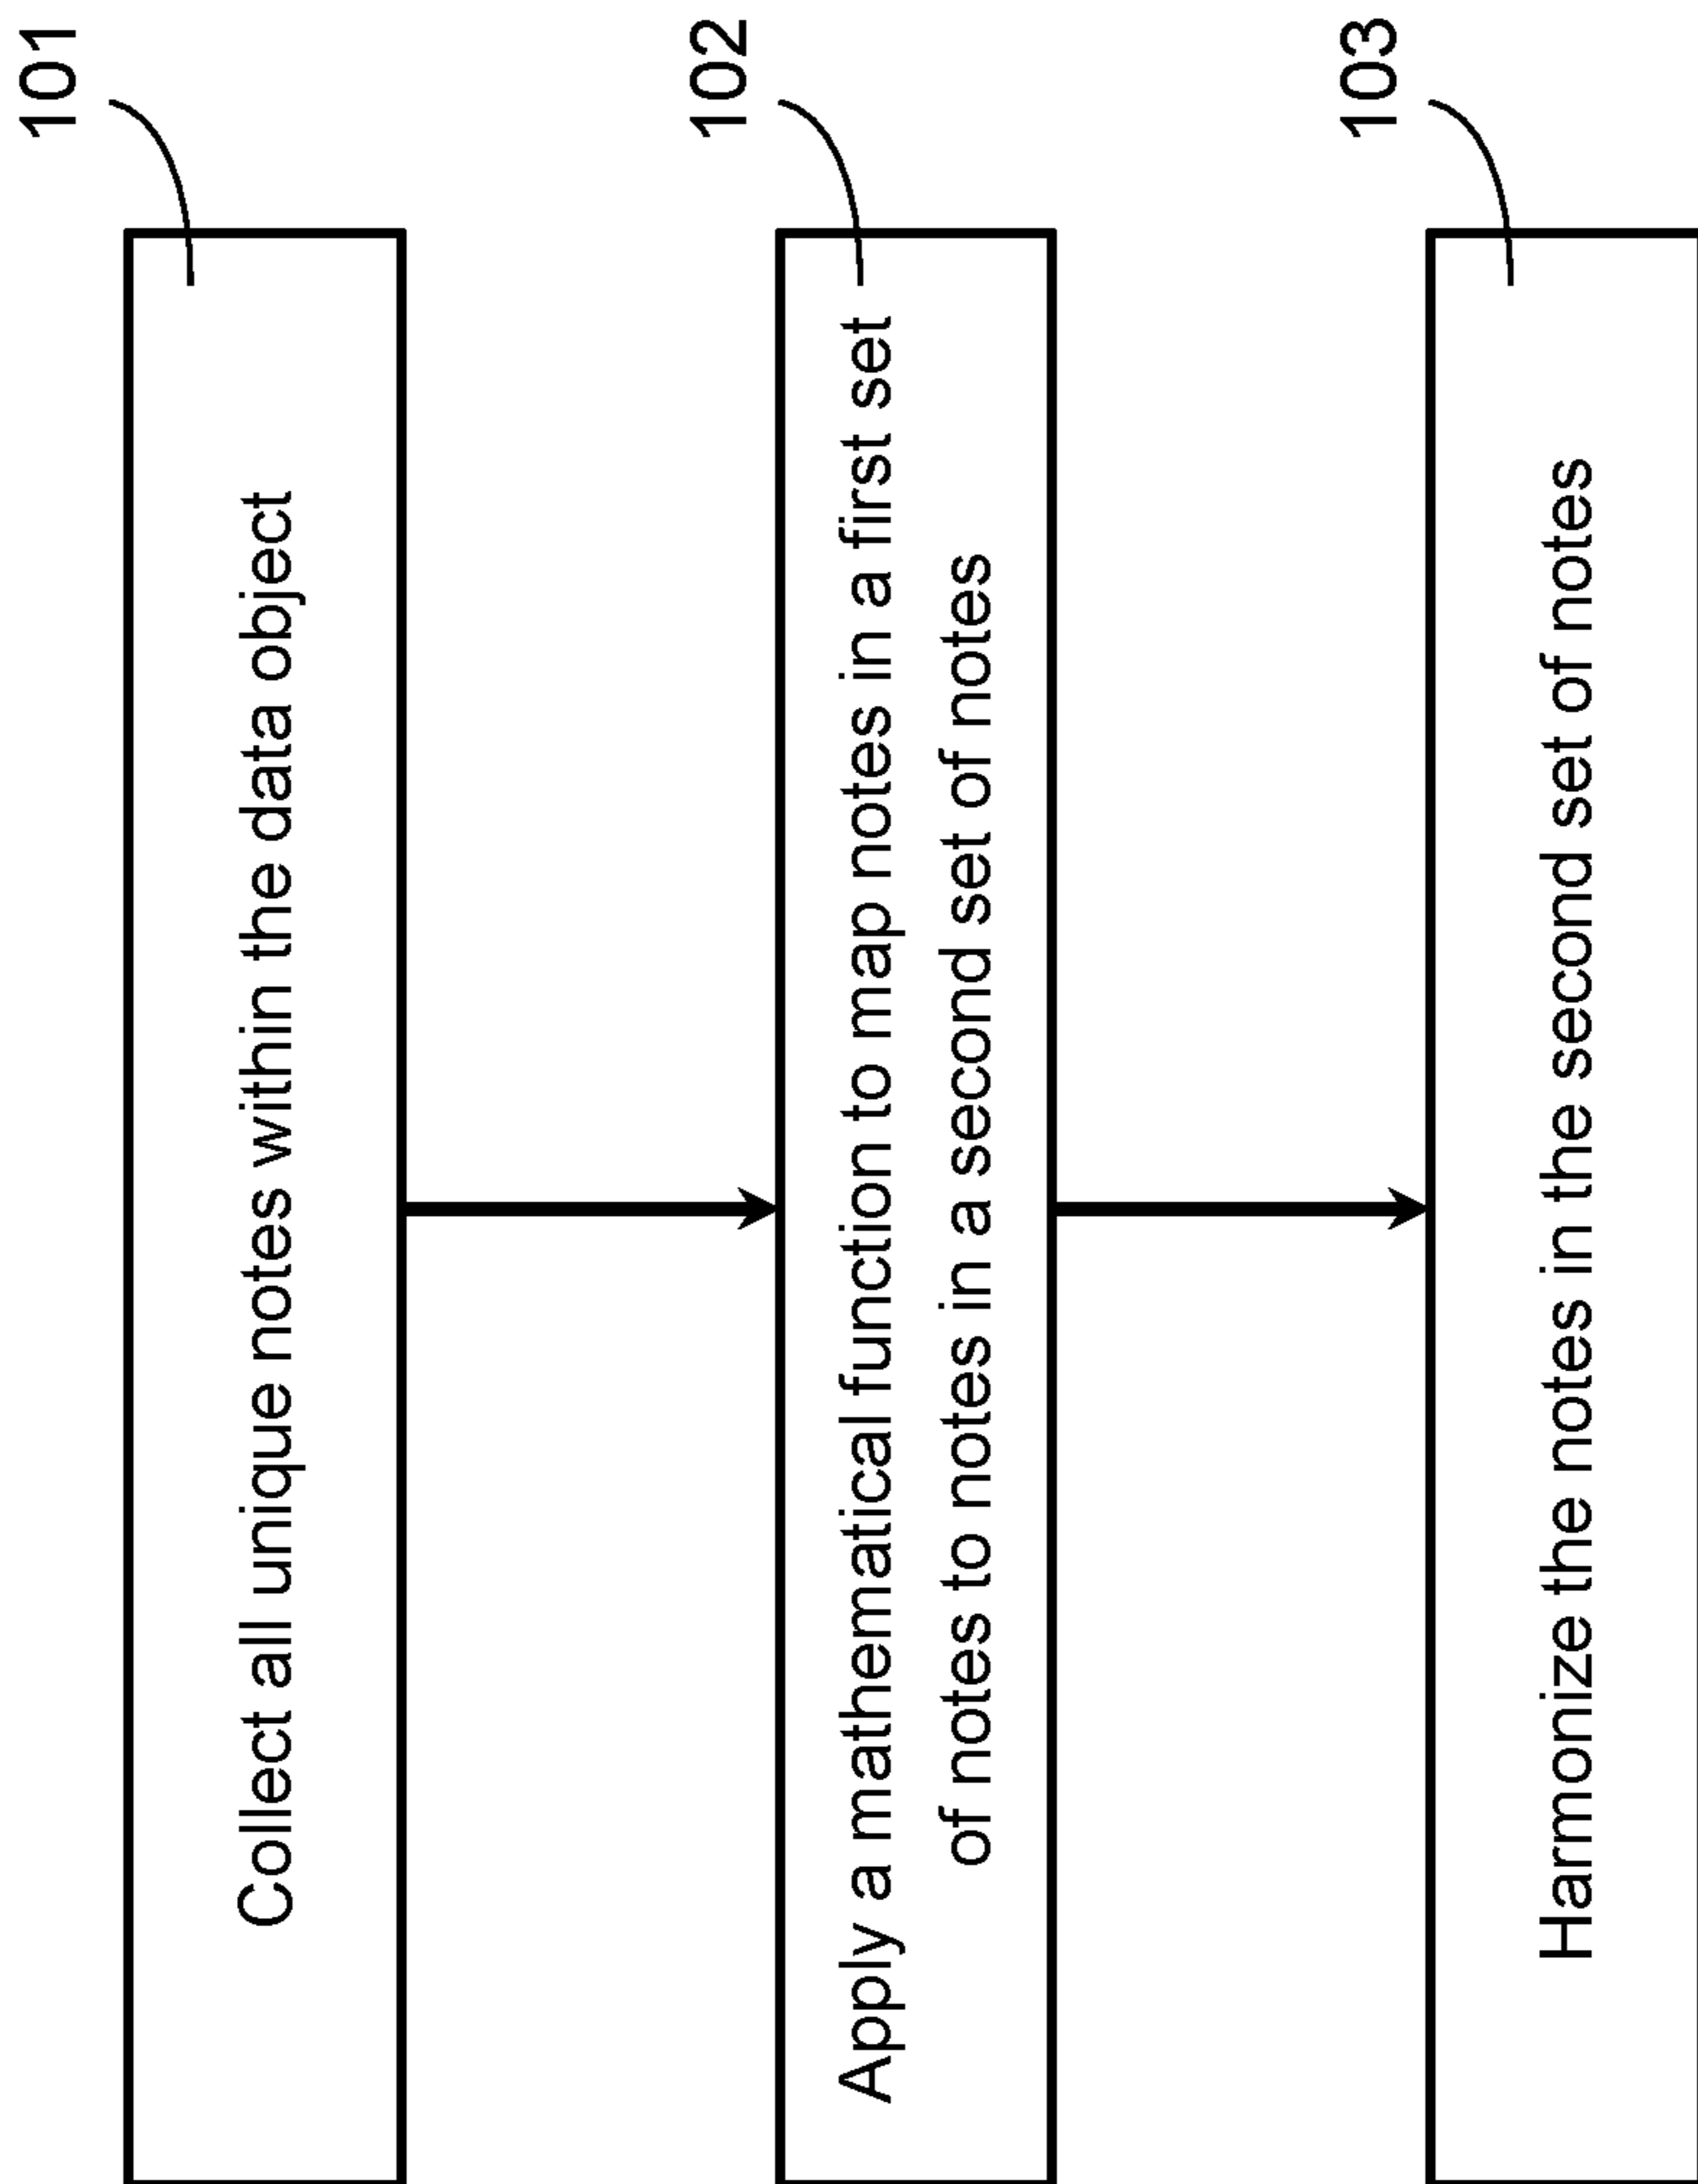 101
Collect all unique notes within the data object
102
Apply a mathematical function to map notes in a first set
of notes to notes in a second set of notes
103
Harmonize the notes in the second set of notes